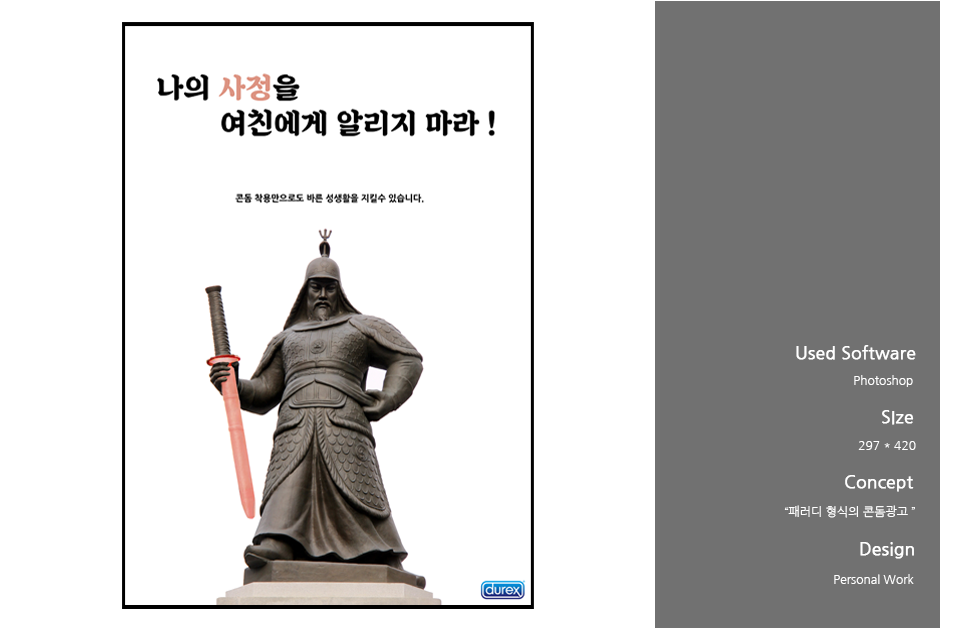 나의 사정을
여친에게 알리지 마라 !
콘돔 착용만으로도 바른 성생활을 지킬수 있습니다.
durex
Used Software
Photoshop
Size
297 * 420
Concept
“패러디 형식의 콘돔광고 ”
Design
Personal Work